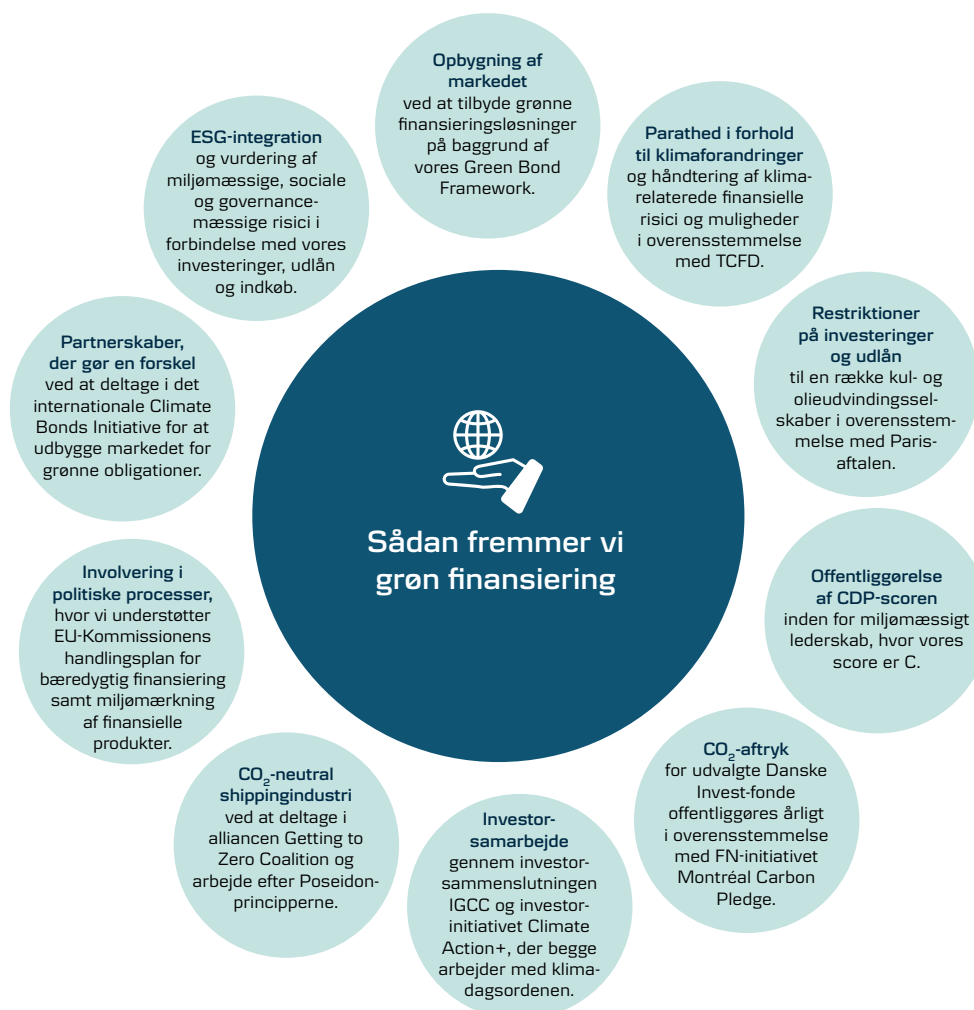 Sådan fremmer vi
grøn finansiering
Opbygning af
markedet
ved at tilbyde grønne
finansieringsløsninger
på baggrund af
vores Green Bond
Framework.
Parathed i forhold
til klimaforandringer
og håndtering af klima-
relaterede finansielle
risici og muligheder
i overensstemmelse
med TCFD.
Restriktioner
på investeringer
og udlån
til en række kul- og
olieudvindingssel-
skaber i overensstem-
melse med Paris-
aftalen.
Offentliggørelse
af CDP-scoren
inden for miljømæssigt
lederskab, hvor vores
score er C.
CO₂-aftryk
for udvalgte Danske
Invest-fonde
offentliggøres årligt
i overensstemmelse
med FN-initiativet
Montréal Carbon
Pledge.
Investor-
samarbejde
gennem investor-
sammenslutningen
IGCC og investor-
initiativet Climate
Action+, der begge
arbejder med klima-
dagsordenen.
CO₂-neutral
shippingindustri
ved at deltage i
alliancen Getting to
Zero Coalition og
arbejde efter Poseidon-
principperne.
Involvering i
politiske processer,
hvor vi understøtter
EU-Kommissionens
handlingsplan for
bæredygtig finansiering
samt miljømærkning
af finansielle
produkter.
Partnerskaber,
der gør en forskel
ved at deltage i det
internationale Climate
Bonds Initiative for at
udbygge markedet for
grønne obligationer.
ESG-integration
og vurdering af
miljømæssige, sociale
og governance-
mæssige risici i
forbindelse med vores
investeringer, udlån
og indkøb.